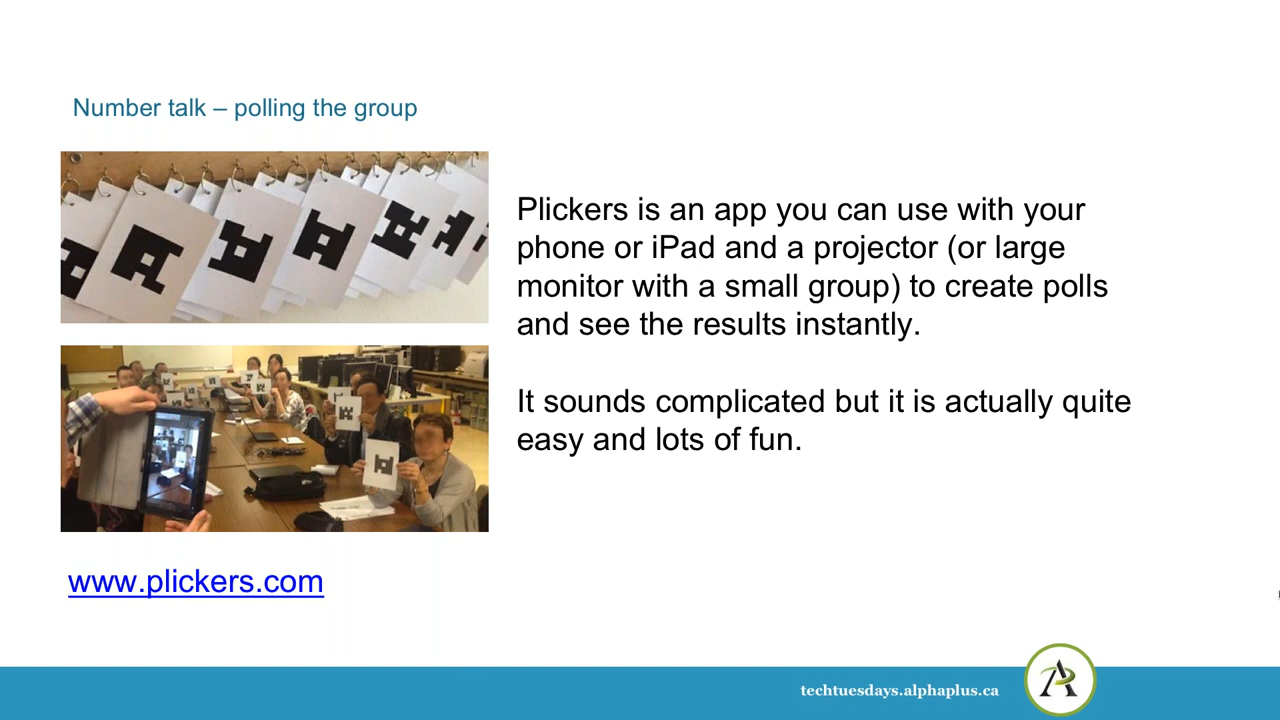 Number talk – polling the group
Plickers is an app you can use with your
phone or iPad and a projector (or large
monitor with a small group) to create polls
and see the results instantly.
It sounds complicated but it is actually quite
easy and lots of fun.
www.plickers.com
techtuesdays.alphaplus.ca